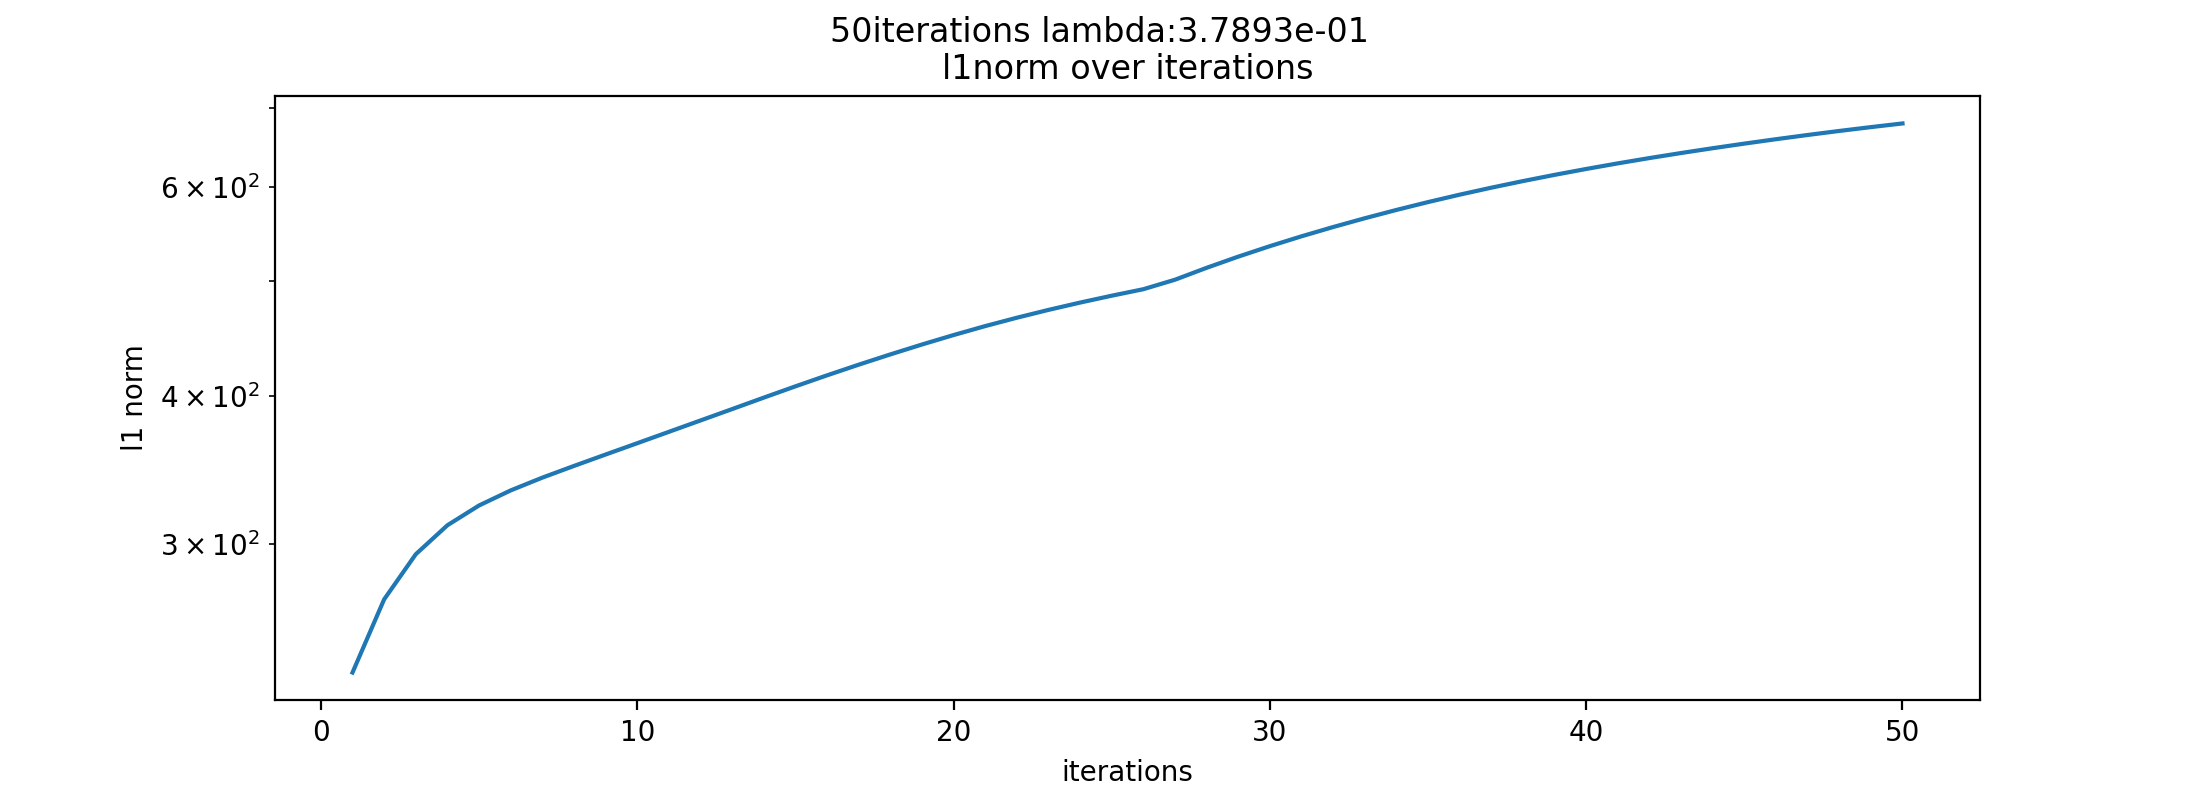 50iterations lambda:3.7893e-01
l1norm over iterations
6 × 10²
4 × 10²
3 × 10²
l1 norm
0 10 20 30 40 50
iterations